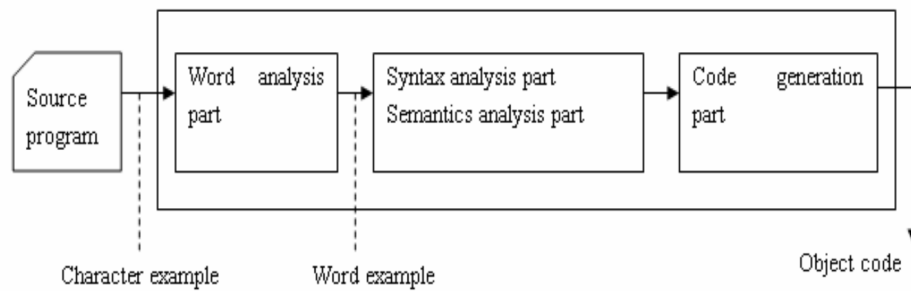 Source
program
Word analysis
part
Syntax analysis part
Semantics analysis part
Code generation
part
Character example
Word example
Object code